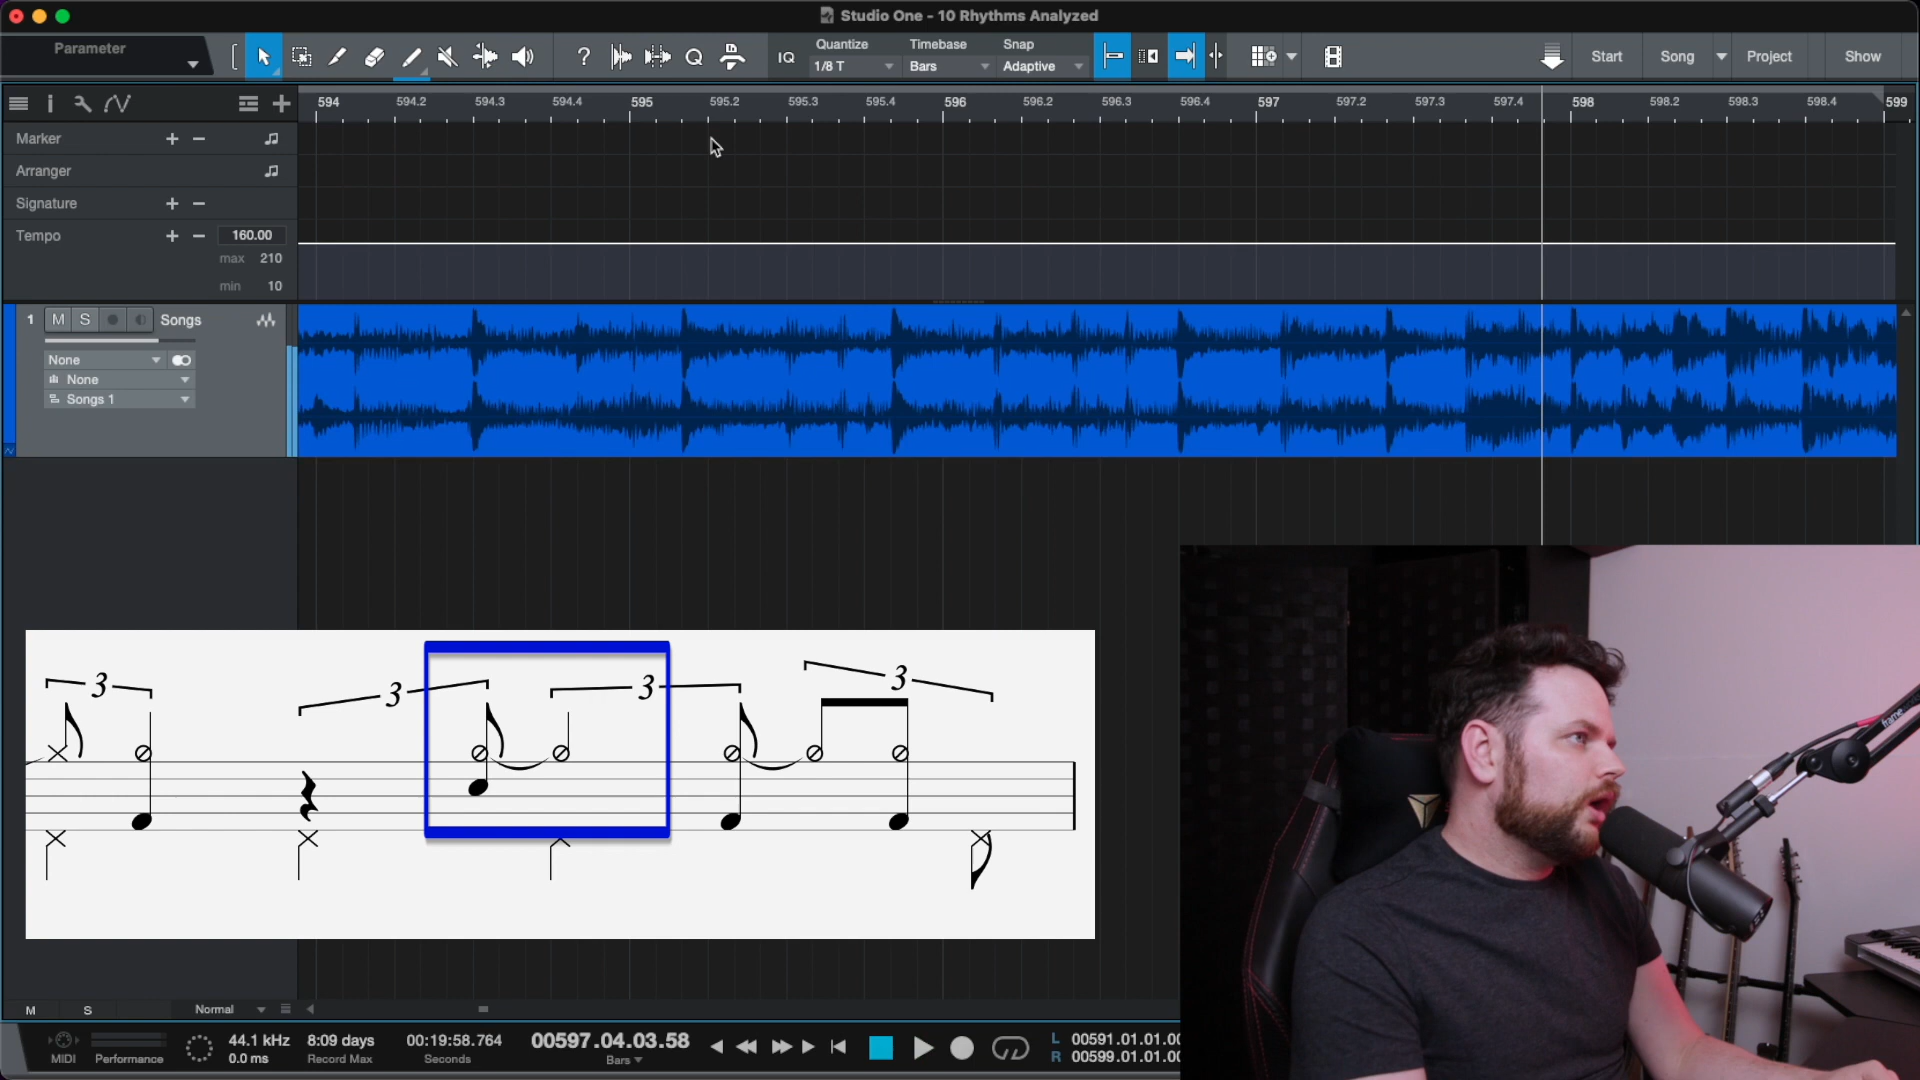 Studio One - 10 Rhythms Analyzed
Parameter
IQ
Quantize
1/8 T
Timebase
Bars
Snap
Adaptive
Start
Song
Project
Show
594
594.2
594.3
594.4
595
595.2
595.3
595.4
596
596.2
596.3
596.4
597
597.2
597.3
597.4
598
598.2
598.3
598.4
599
Marker
Arranger
Signature
Tempo
160.00
max 210
min 10
1 M S Songs
None
None
Songs 1
3
3
3
3
M S Normal
MIDI
Performance
44.1 kHz
0.0 ms
8:09 days
Record Max
00:19:58.764
Seconds
00597.04.03.58
Bars
L 00591.01.01.00
R 00599.01.01.00